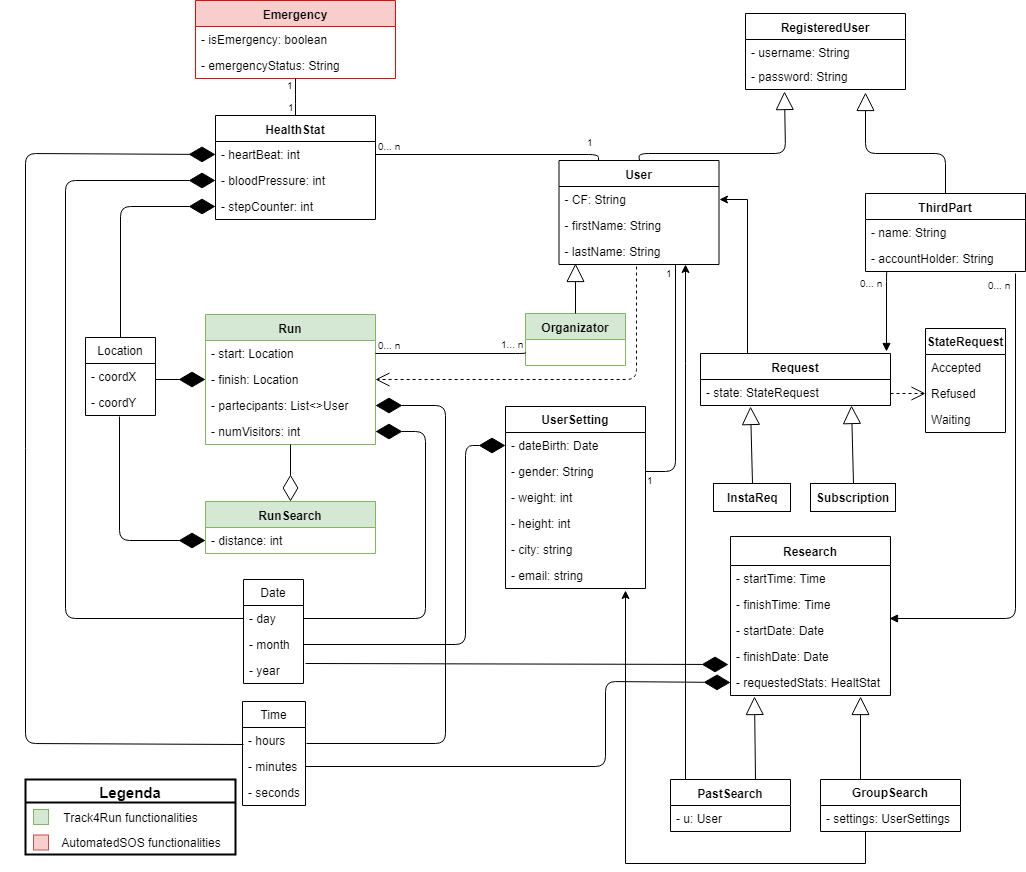 Emergency
- isEmergency: boolean
- emergencyStatus: String
1
1
HealthStat
- heartBeat: int
- bloodPressure: int
- stepCounter: int
0... n
1
RegisteredUser
- username: String
- password: String
User
- CF: String
- firstName: String
- lastName: String
1
ThirdPart
- name: String
- accountHolder: String
0... n
0... n
Location
- coordX
- coordY
Run
- start: Location
- finish: Location
- partecipants: List<>User
- numVisitors: int
0... n
1... n
Organizator
Request
- state: StateRequest
StateRequest
Accepted
Refused
Waiting
InstaReq
Subscription
UserSetting
- dateBirth: Date
- gender: String
- weight: int
- height: int
- city: string
- email: string
1
RunSearch
- distance: int
Research
- startTime: Time
- finishTime: Time
- startDate: Date
- finishDate: Date
- requestedStats: HealtStat
Date
- day
- month
- year
Time
- hours
- minutes
- seconds
PastSearch
- u: User
GroupSearch
- settings: UserSettings
Legenda
Track4Run functionalities
AutomatedSOS functionalities